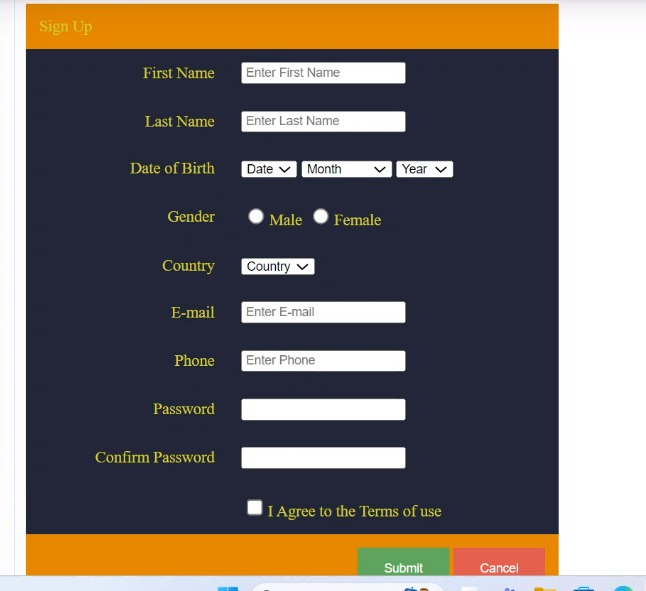 Sign Up
First Name Enter First Name
Last Name Enter Last Name
Date of Birth Date Month Year
Gender Male Female
Country Country
E-mail Enter E-mail
Phone Enter Phone
Password
Confirm Password
I Agree to the Terms of use
Submit Cancel